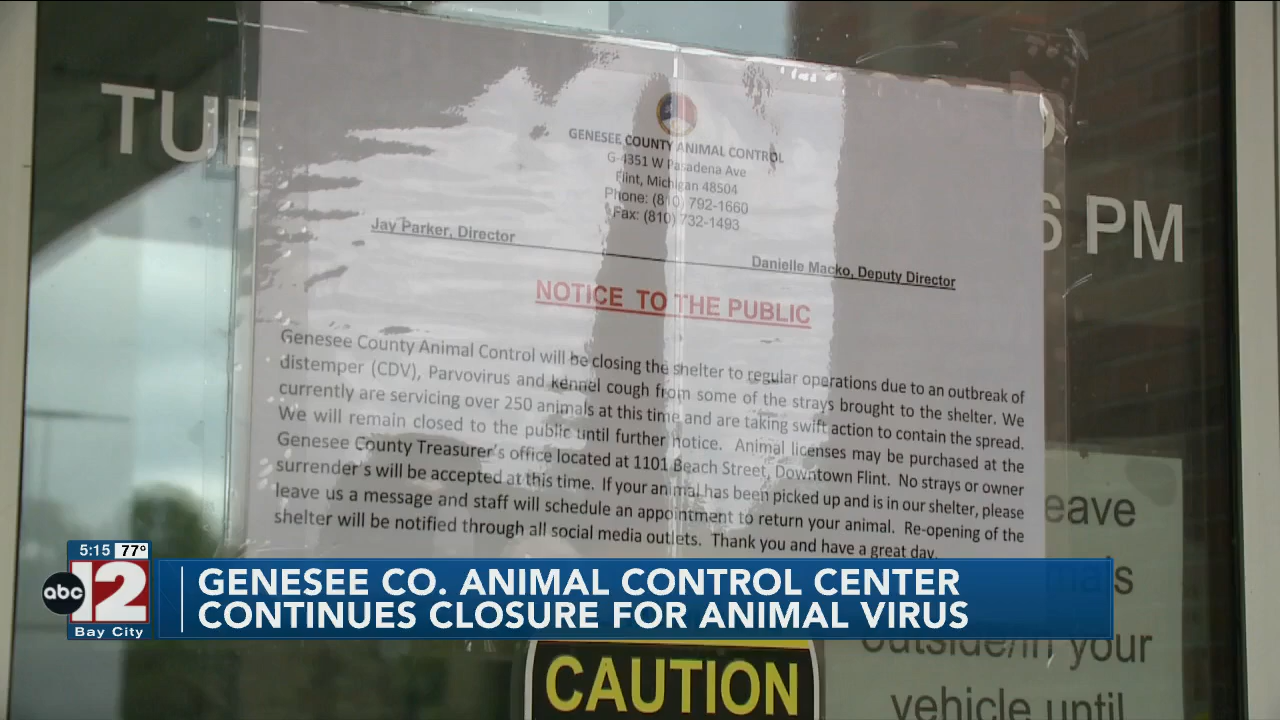 TUE
6 PM
GENESEE COUNTY ANIMAL CONTROL
G-4351 W Pasadena Ave
Flint, Michigan 48504
Phone: (810) 792-1660
Fax: (810) 732-1493
Jay Parker, Director
Danielle Macko, Deputy Director
NOTICE TO THE PUBLIC
Genesee County Animal Control will be closing the shelter to regular operations due to an outbreak of
distemper (CDV), Parvovirus and kennel cough from some of the strays brought to the shelter. We
currently are servicing over 250 animals at this time and are taking swift action to contain the spread.
We will remain closed to the public until further notice. Animal licenses may be purchased at the
Genesee County Treasurer's office located at 1101 Beach Street, Downtown Flint. No strays or owner
surrender's will be accepted at this time. If your animal has been picked up and is in our shelter, please
leave us a message and staff will schedule an appointment to return your animal. Re-opening of the
shelter will be notified through all social media outlets. Thank you and have a great day.
eave
outside/in your
vehicle until
5:15 77°
abc 12
Bay City
GENESEE CO. ANIMAL CONTROL CENTER
CONTINUES CLOSURE FOR ANIMAL VIRUS
CAUTION